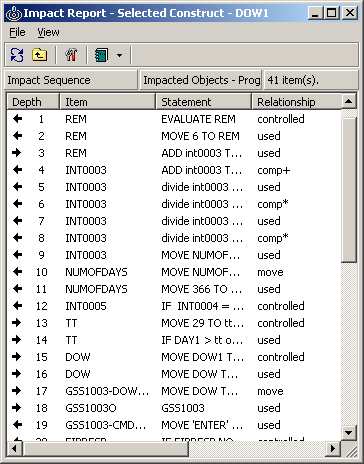 Impact Report - Selected Construct - DOW1
File View
Impact Sequence Impacted Objects - Prog 41 item(s).
Depth Item Statement Relationship
1 REM EVALUATE REM controlled
2 REM MOVE 6 TO REM used
3 REM ADD int0003 T... used
4 INT0003 ADD int0003 T... comp+
5 INT0003 divide int0003 ... used
6 INT0003 divide int0003 ... comp*
7 INT0003 divide int0003 ... used
8 INT0003 divide int0003 ... comp*
9 INT0003 MOVE NUMOF... used
10 NUMOFDAYS MOVE NUMOF... move
11 NUMOFDAYS MOVE 366 TO ... used
12 INT0005 IF INT0004 = ... controlled
13 TT MOVE 29 TO tt... controlled
14 TT IF DAY1 > tt o... used
15 DOW MOVE DOW1 T... controlled
16 DOW MOVE DOW T... used
17 GSS1003-DOW... MOVE DOW T... move
18 GSS1003O GSS1003 used
19 GSS1003-CMD... MOVE 'ENTER' ... used